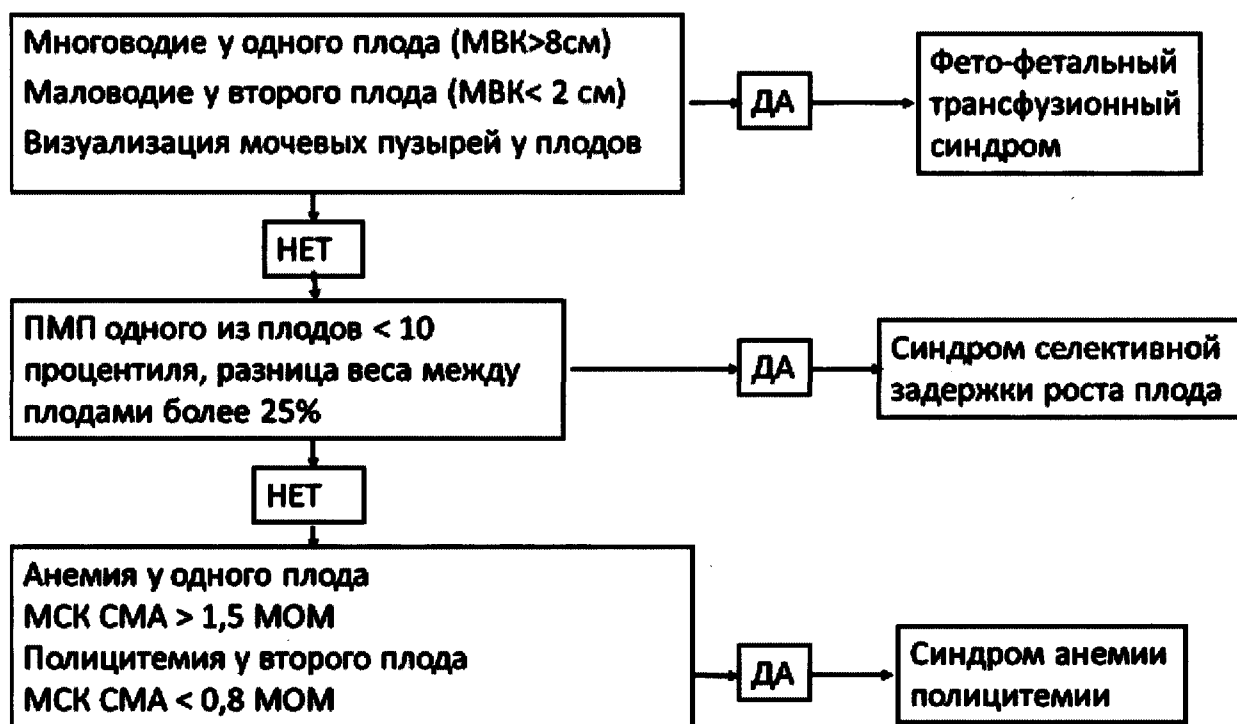 Многоводие у одного плода (МВК>8см)
Маловодие у второго плода (МВК< 2 см)
Визуализация мочевых пузырей у плодов
ДА
Фето-фетальный
трансфузионный
синдром
НЕТ
ПМП одного из плодов < 10
процентиля, разница веса между
плодами более 25%
ДА
Синдром селективной
задержки роста плода
НЕТ
Анемия у одного плода
МСК СМА > 1,5 МОМ
Полицитемия у второго плода
МСК СМА < 0,8 МОМ
ДА
Синдром анемии
полицитемии